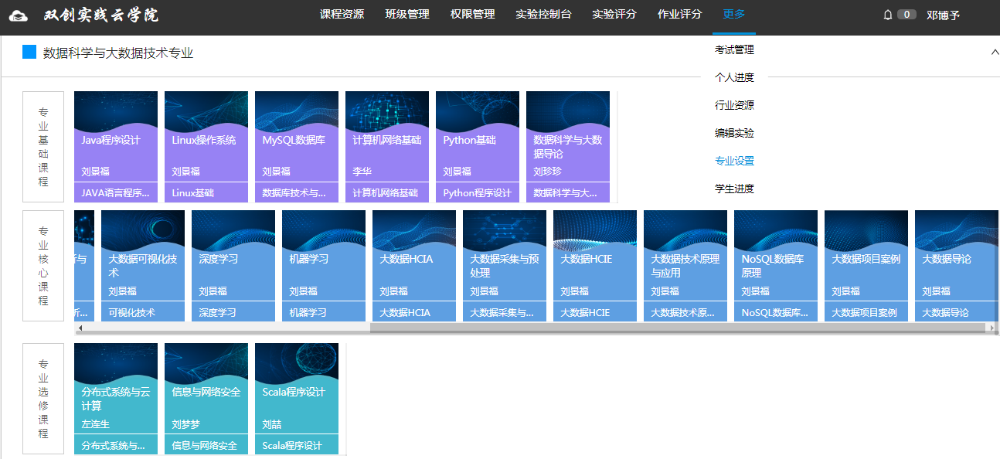 双创实践云学院
课程资源 班级管理 权限管理 实验控制台 实验评分 作业评分 更多
0 邓博予
考试管理
个人进度
行业资源
编辑实验
专业设置
学生进度
数据科学与大数据技术专业
专业基础课程
Java程序设计
刘景福
JAVA语言程序...
Linux操作系统
刘景福
Linux基础
MySQL数据库
刘景福
数据库技术与...
计算机网络基础
李华
计算机网络基础
Python基础
刘景福
Python程序设计
数据科学与大数
据导论
刘珍珍
数据科学与大...
专业核心课程
折与
折...
大数据可视化技
术
刘景福
可视化技术
深度学习
刘景福
深度学习
机器学习
刘景福
机器学习
大数据HCIA
刘景福
大数据HCIA
大数据采集与预
处理
刘景福
大数据采集与...
大数据HCIE
刘景福
大数据HCIE
大数据技术原理
与应用
刘景福
大数据技术原...
NoSQL数据库
原理
刘景福
NoSQL数据库...
大数据项目案例
刘景福
大数据项目案例
大数据导论
刘景福
大数据导论
专业选修课程
分布式系统与云
计算
左连生
分布式系统与...
信息与网络安全
刘梦梦
信息与网络安全
Scala程序设计
刘喆
Scala程序设计